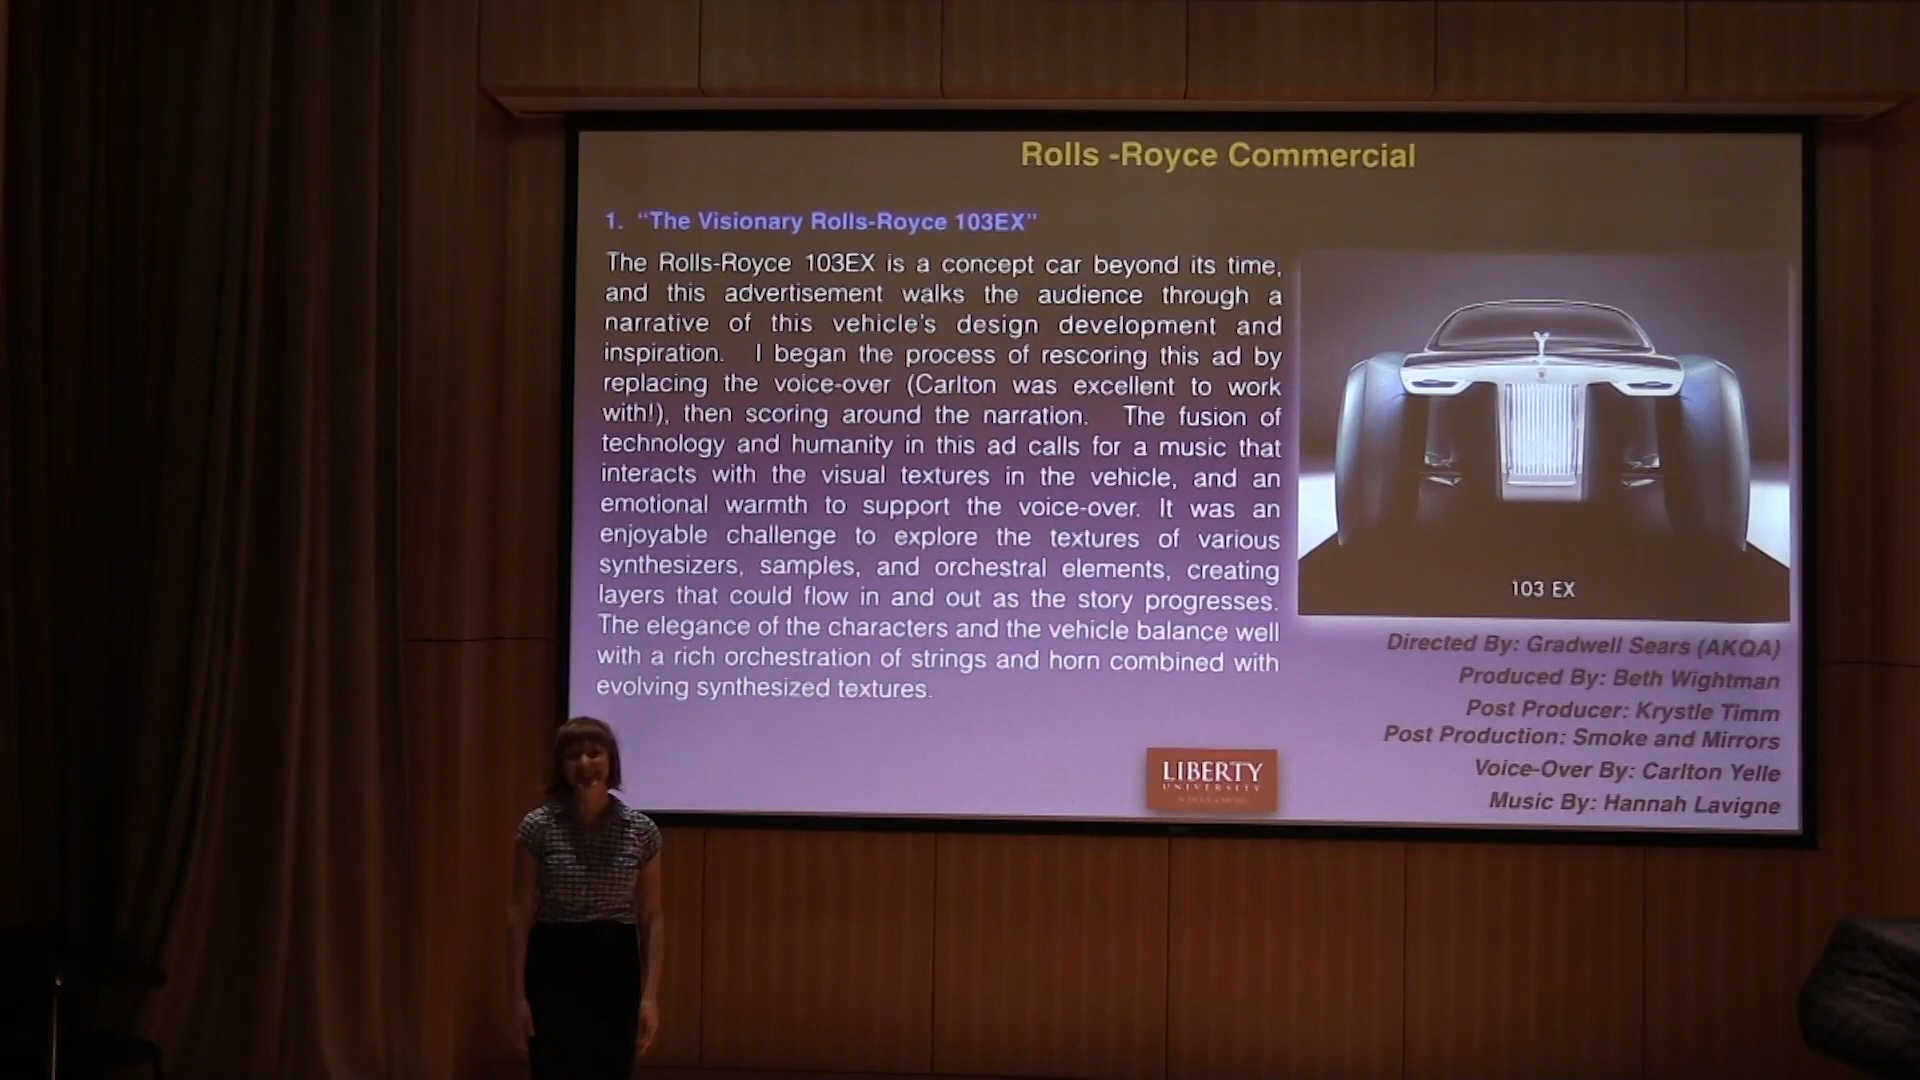 Rolls -Royce Commercial
1. “The Visionary Rolls-Royce 103EX”
The Rolls-Royce 103EX is a concept car beyond its time,
and this advertisement walks the audience through a
narrative of this vehicle's design development and
inspiration. I began the process of rescoring this ad by
replacing the voice-over (Carlton was excellent to work
with!), then scoring around the narration. The fusion of
technology and humanity in this ad calls for a music that
interacts with the visual textures in the vehicle, and an
emotional warmth to support the voice-over. It was an
enjoyable challenge to explore the textures of various
synthesizers, samples, and orchestral elements, creating
layers that could flow in and out as the story progresses.
The elegance of the characters and the vehicle balance well
with a rich orchestration of strings and horn combined with
evolving synthesized textures.
103 EX
Directed By: Gradwell Sears (AKQA)
Produced By: Beth Wightman
Post Producer: Krystle Timm
Post Production: Smoke and Mirrors
Voice-Over By: Carlton Yelle
Music By: Hannah Lavigne
LIBERTY
UNIVERSITY